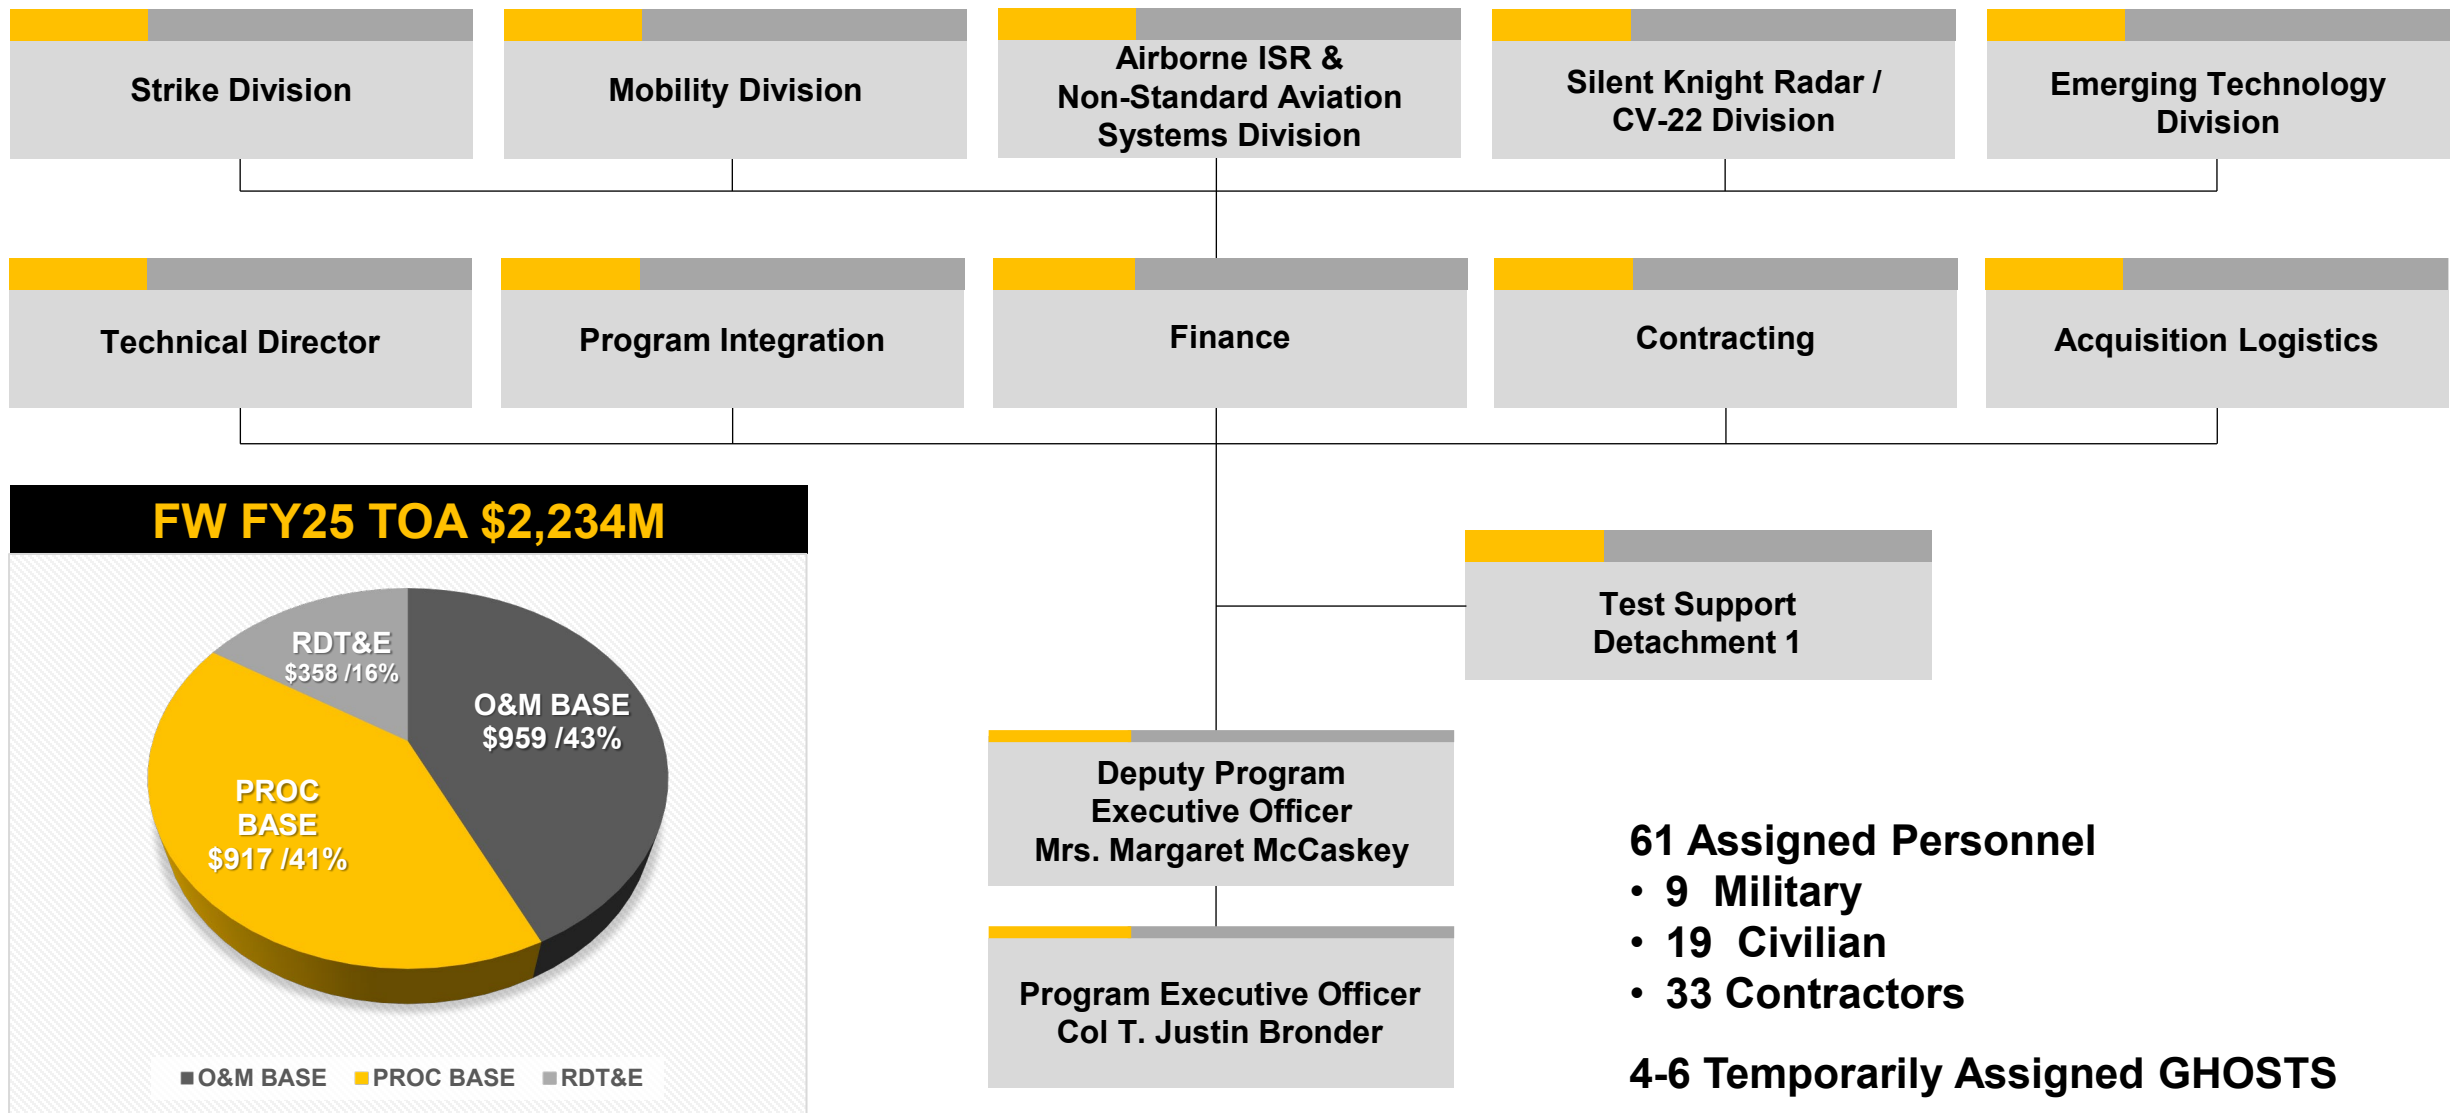 Strike Division
Mobility Division
Airborne ISR &
Non-Standard Aviation
Systems Division
Silent Knight Radar /
CV-22 Division
Emerging Technology
Division
Technical Director
Program Integration
Finance
Contracting
Acquisition Logistics
FW FY25 TOA $2,234M
RDT&E
$358 /16%
O&M BASE
$959 /43%
PROC
BASE
$917 /41%
O&M BASE PROC BASE RDT&E
Test Support
Detachment 1
Deputy Program
Executive Officer
Mrs. Margaret McCaskey
Program Executive Officer
Col T. Justin Bronder
61 Assigned Personnel
• 9 Military
• 19 Civilian
• 33 Contractors
4-6 Temporarily Assigned GHOSTS